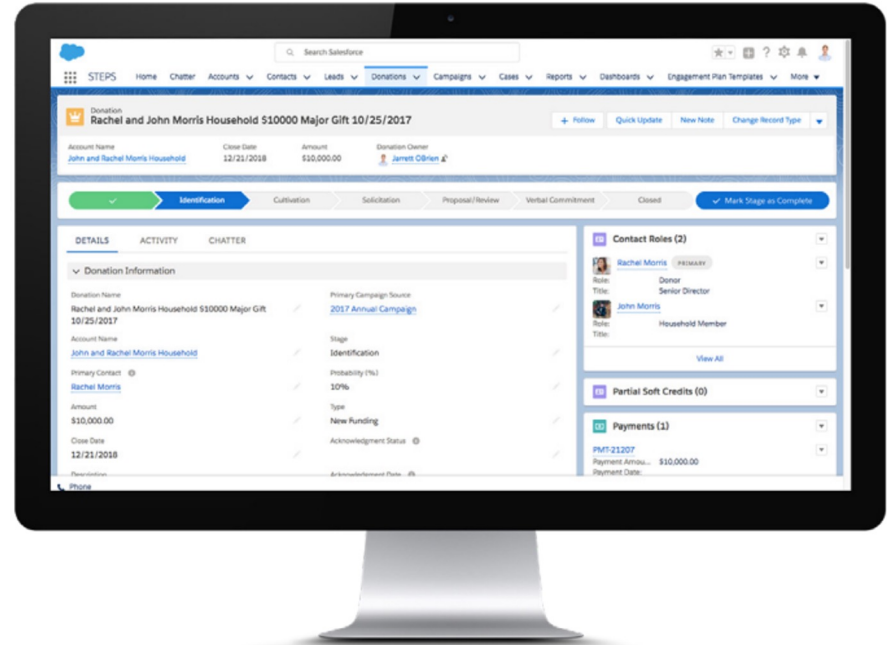 Search Salesforce
STEPS Home Chatter Accounts Contacts Leads Donations Campaigns Cases Reports Dashboards Engagement Plan Templates More
Donation
Rachel and John Morris Household $10000 Major Gift 10/25/2017
+ Follow Quick Update New Note Change Record Type
Account Name Close Date Amount Donation Owner
John and Rachel Morris Household 12/21/2018 $10,000.00 Jarrett OBrien
Identification Cultivation Solicitation Proposal/Review Verbal Commitment Closed Mark Stage as Complete
DETAILS ACTIVITY CHATTER
Donation Information
Donation Name
Rachel and John Morris Household $10000 Major Gift
10/25/2017
Account Name
John and Rachel Morris Household
Primary Contact
Rachel Morris
Amount
$10,000.00
Close Date
12/21/2018
Description
Primary Campaign Source
2017 Annual Campaign
Stage
Identification
Probability (%)
10%
Type
New Funding
Acknowledgment Status
Acknowledgment Date
Contact Roles (2)
Rachel Morris PRIMARY
Role: Donor
Title: Senior Director
John Morris
Role: Household Member
Title:
View All
Partial Soft Credits (0)
Payments (1)
PMT-21207
Payment Amou... $10,000.00
Payment Date:
Phone